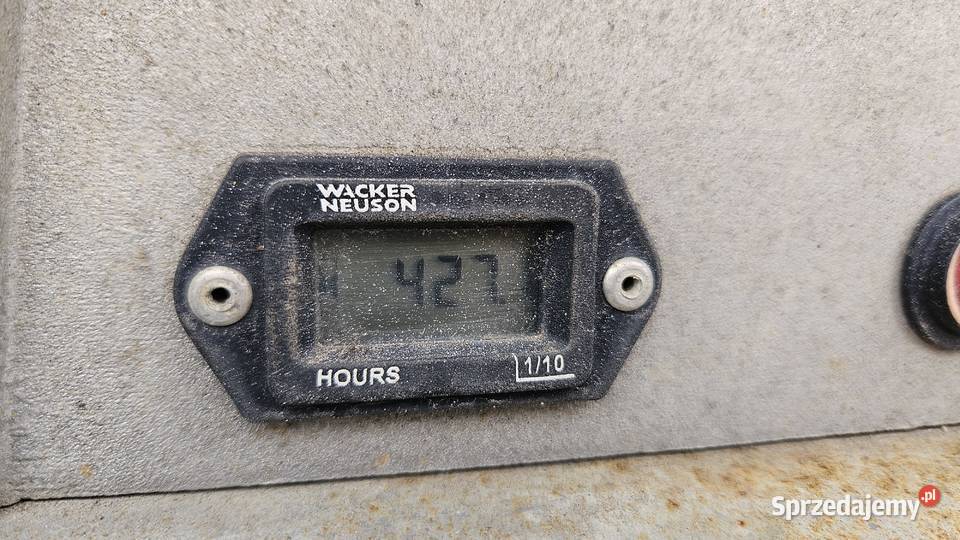 WACKER
NEUSON
427
HOURS
1/10
Sprzedajemy.pl